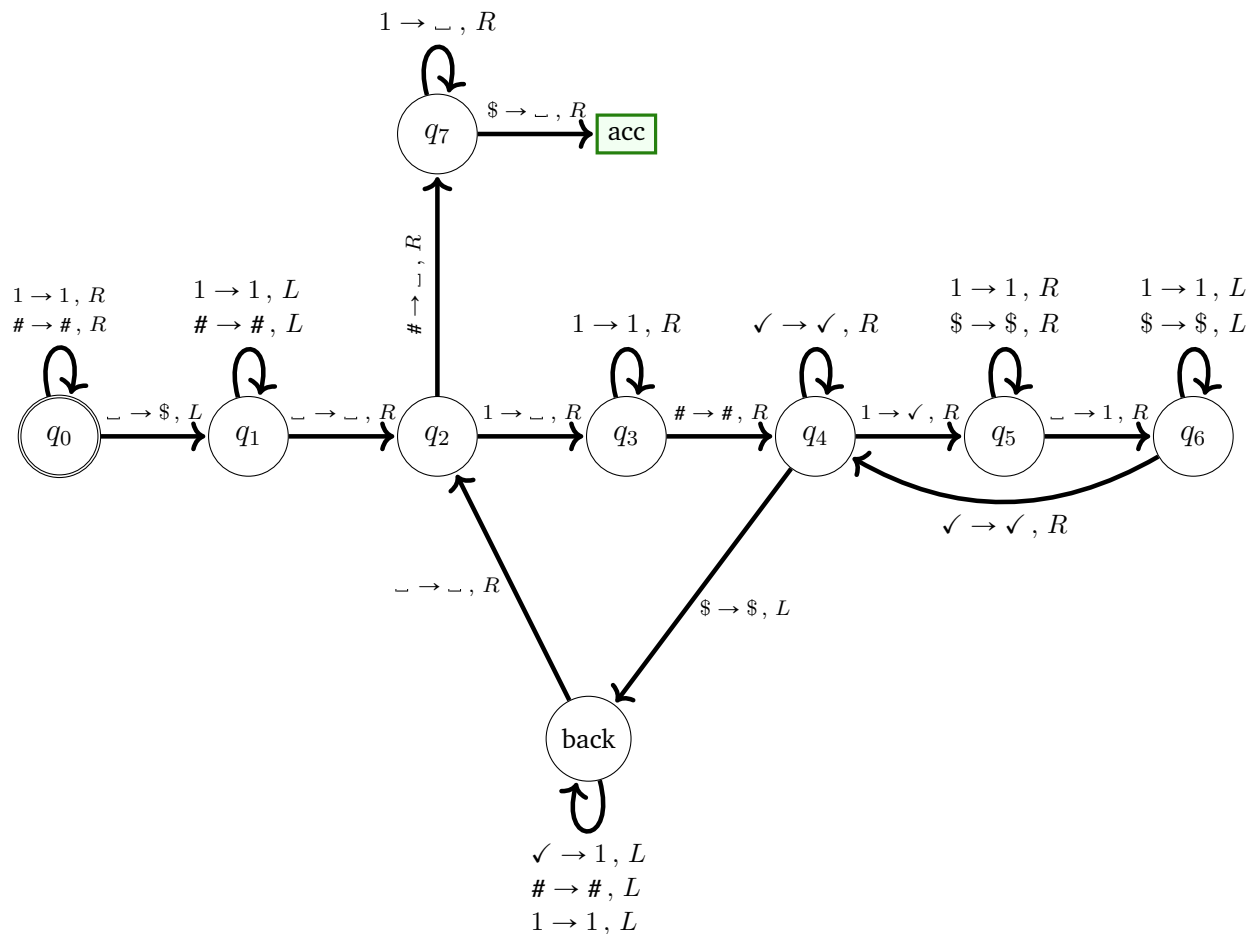 1 → ␣ , R
$ → ␣ , R
q7
acc
# → ␣ , R
1 → 1 , R
# → # , R
1 → 1 , L
# → # , L
1 → 1 , R
✓ → ✓ , R
1 → 1 , R
$ → $ , R
1 → 1 , L
$ → $ , L
q0
␣ → $ , L
q1
␣ → ␣ , R
q2
1 → ␣ , R
q3
# → # , R
q4
1 → ✓ , R
q5
␣ → 1 , R
q6
✓ → ✓ , R
␣ → ␣ , R
$ → $ , L
back
✓ → 1 , L
# → # , L
1 → 1 , L